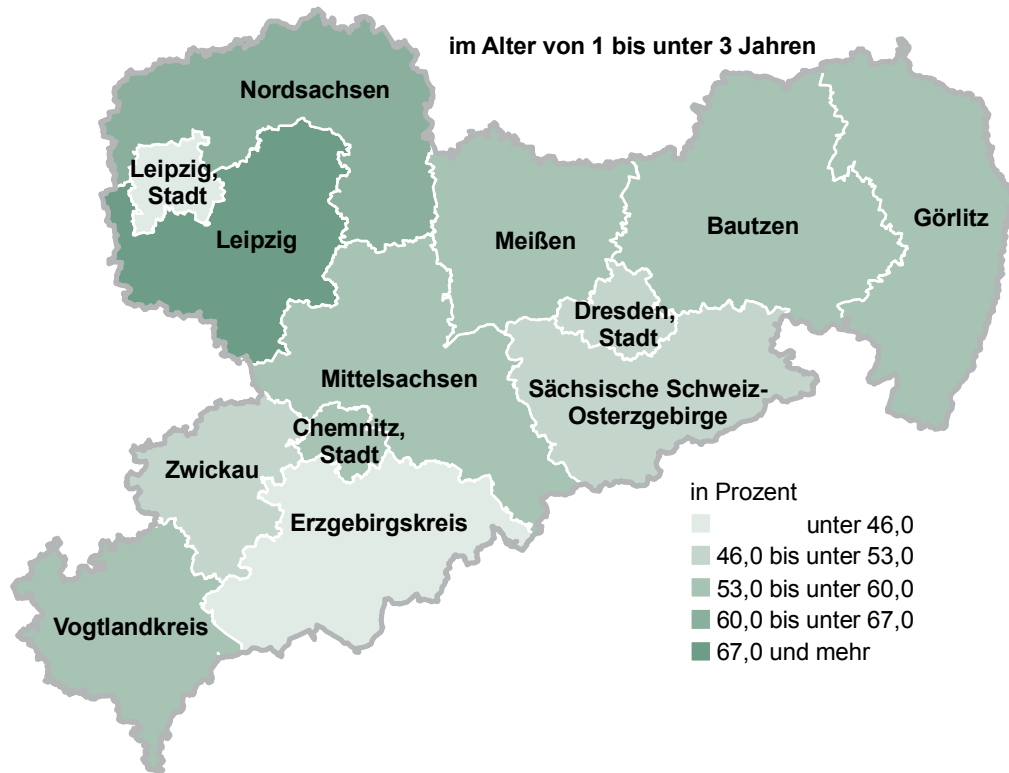 im Alter von 1 bis unter 3 Jahren
Nordsachsen
Leipzig,
Stadt
Leipzig
Meißen
Bautzen
Görlitz
Dresden,
Stadt
Mittelsachsen
Sächsische Schweiz-
Osterzgebirge
Chemnitz,
Stadt
Zwickau
Erzgebirgskreis
Vogtlandkreis
in Prozent
unter 46,0
46,0 bis unter 53,0
53,0 bis unter 60,0
60,0 bis unter 67,0
67,0 und mehr